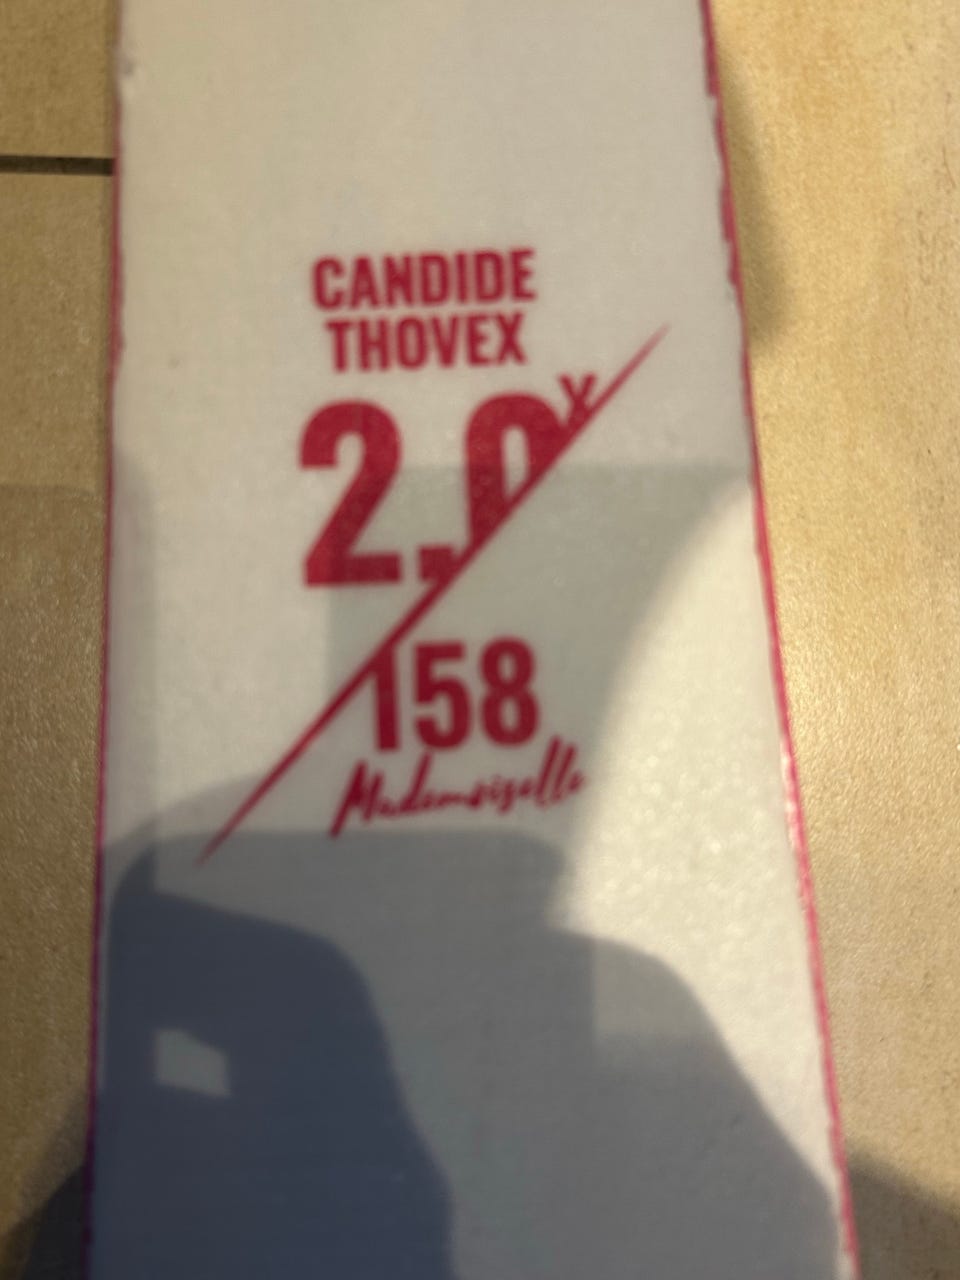 CANDIDE
THOVEX
2.0 X
158
Mademoiselle